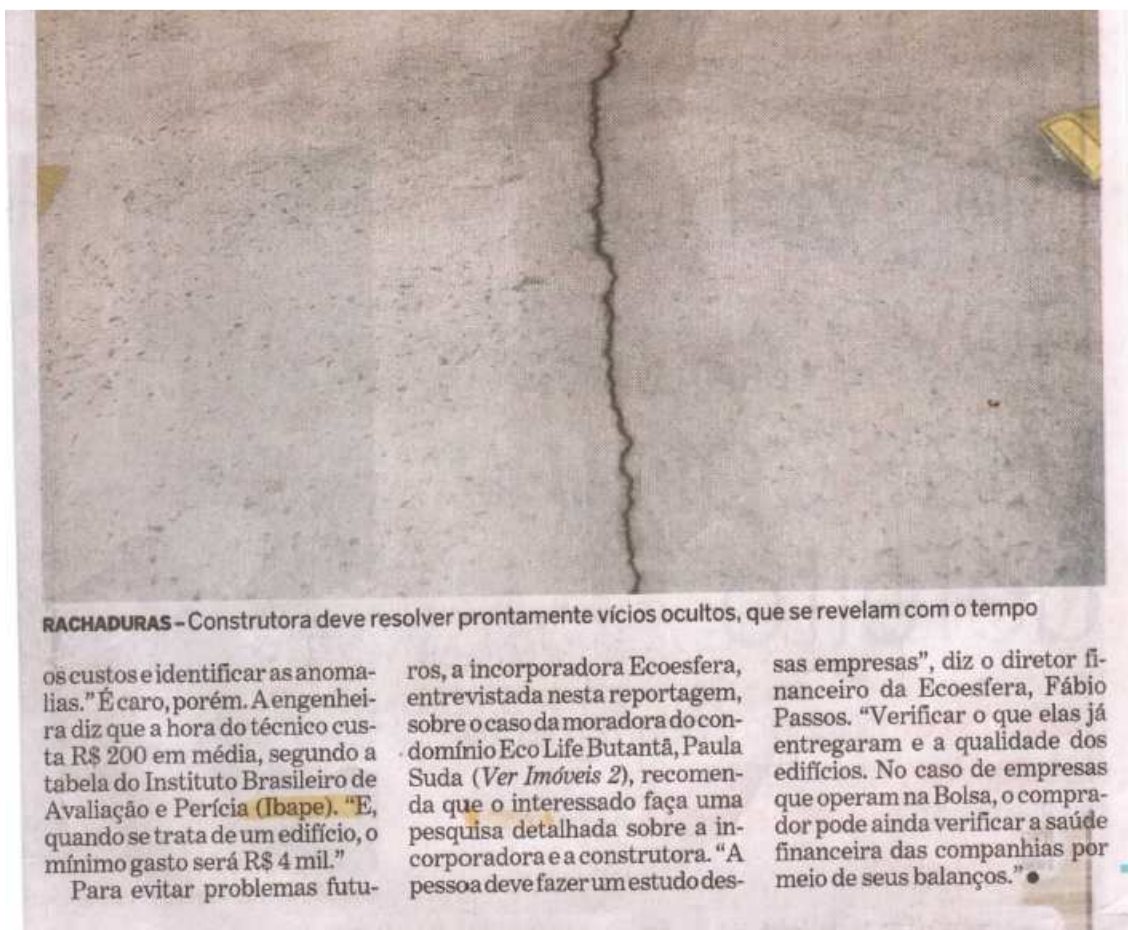 RACHADURAS – Construtora deve resolver prontamente vícios ocultos, que se revelam com o tempo
os custos e identificar as anoma-
lias." É caro, porém. A engenhei-
ra diz que a hora do técnico cus-
ta R$ 200 em média, segundo a
tabela do Instituto Brasileiro de
Avaliação e Perícia (Ibape). "E,
quando se trata de um edifício, o
mínimo gasto será R$ 4 mil."
Para evitar problemas futu-
ros, a incorporadora Ecoesfera,
entrevistada nesta reportagem,
sobre o caso da moradora do con-
domínio Eco Life Butantã, Paula
Suda (Ver Imóveis 2), recomen-
da que o interessado faça uma
pesquisa detalhada sobre a in-
corporadora e a construtora. "A
pessoa deve fazer um estudo des-
sas empresas", diz o diretor fi-
nanceiro da Ecoesfera, Fábio
Passos. "Verificar o que elas já
entregaram e a qualidade dos
edifícios. No caso de empresas
que operam na Bolsa, o compra-
dor pode ainda verificar a saúde
financeira das companhias por
meio de seus balanços." ●